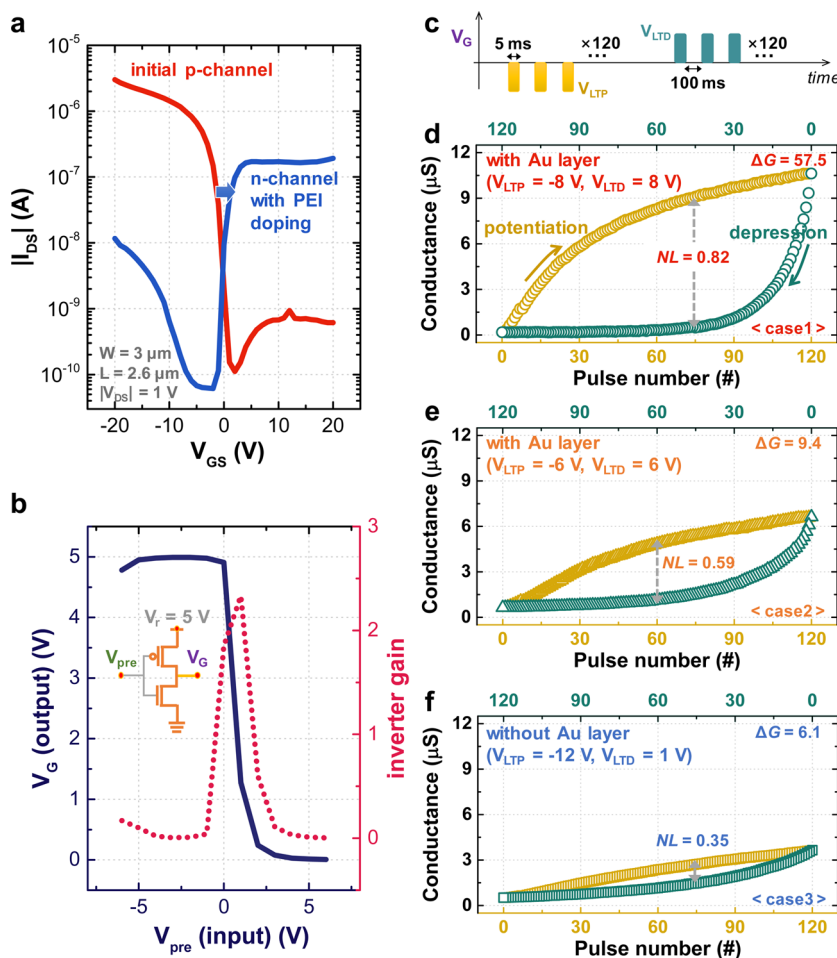 a
10⁻⁵
10⁻⁶
10⁻⁷
10⁻⁸
10⁻⁹
10⁻¹⁰
|I_DS| (A)
initial p-channel
n-channel
with PEI
doping
W = 3 µm
L = 2.6 µm
|V_DS| = 1 V
-20 -10 0 10 20
V_GS (V)
b
5
4
3
2
1
0
V_G (output) (V)
V_r = 5 V
V_pre
V_G
3
2
1
0
inverter gain
-5 0 5
V_pre (input) (V)
c
V_G
5 ms
×120
...
V_LTP
V_LTD
×120
...
100 ms
time
d
120 90 60 30 0
12
9
6
3
0
Conductance (µS)
with Au layer
(V_LTP = -8 V, V_LTD = 8 V)
ΔG = 57.5
potentiation
depression
NL = 0.82
< case1>
0 30 60 90 120
Pulse number (#)
e
120 90 60 30 0
12
9
6
3
0
Conductance (µS)
with Au layer
(V_LTP = -6 V, V_LTD = 6 V)
ΔG = 9.4
NL = 0.59
<case2>
0 30 60 90 120
Pulse number (#)
f
120 90 60 30 0
12
9
6
3
0
Conductance (µS)
without Au layer
(V_LTP = -12 V, V_LTD = 1 V)
ΔG = 6.1
NL = 0.35
<case3>
0 30 60 90 120
Pulse number (#)